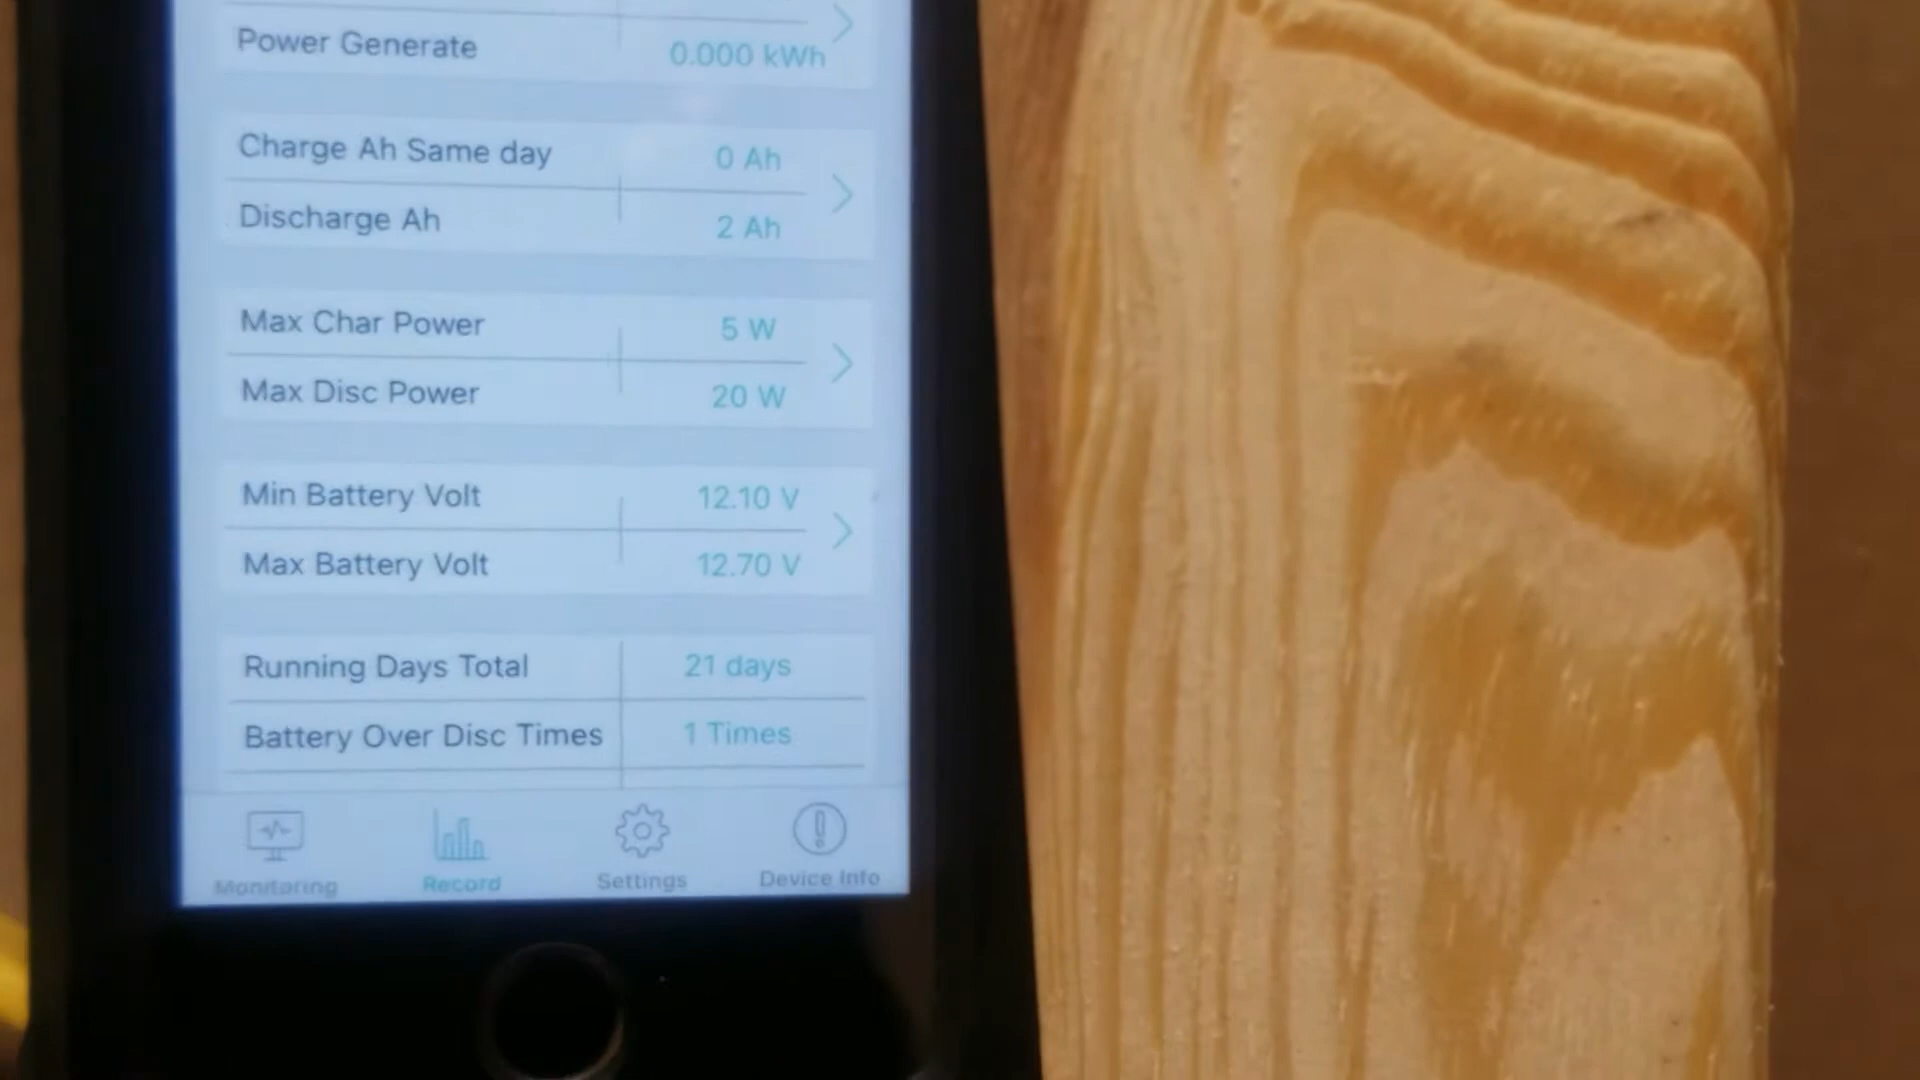 Power Generate 0.000 kWh
Charge Ah Same day 0 Ah
Discharge Ah 2 Ah
Max Char Power 5 W
Max Disc Power 20 W
Min Battery Volt 12.10 V
Max Battery Volt 12.70 V
Running Days Total 21 days
Battery Over Disc Times 1 Times
Monitoring Record Settings Device Info